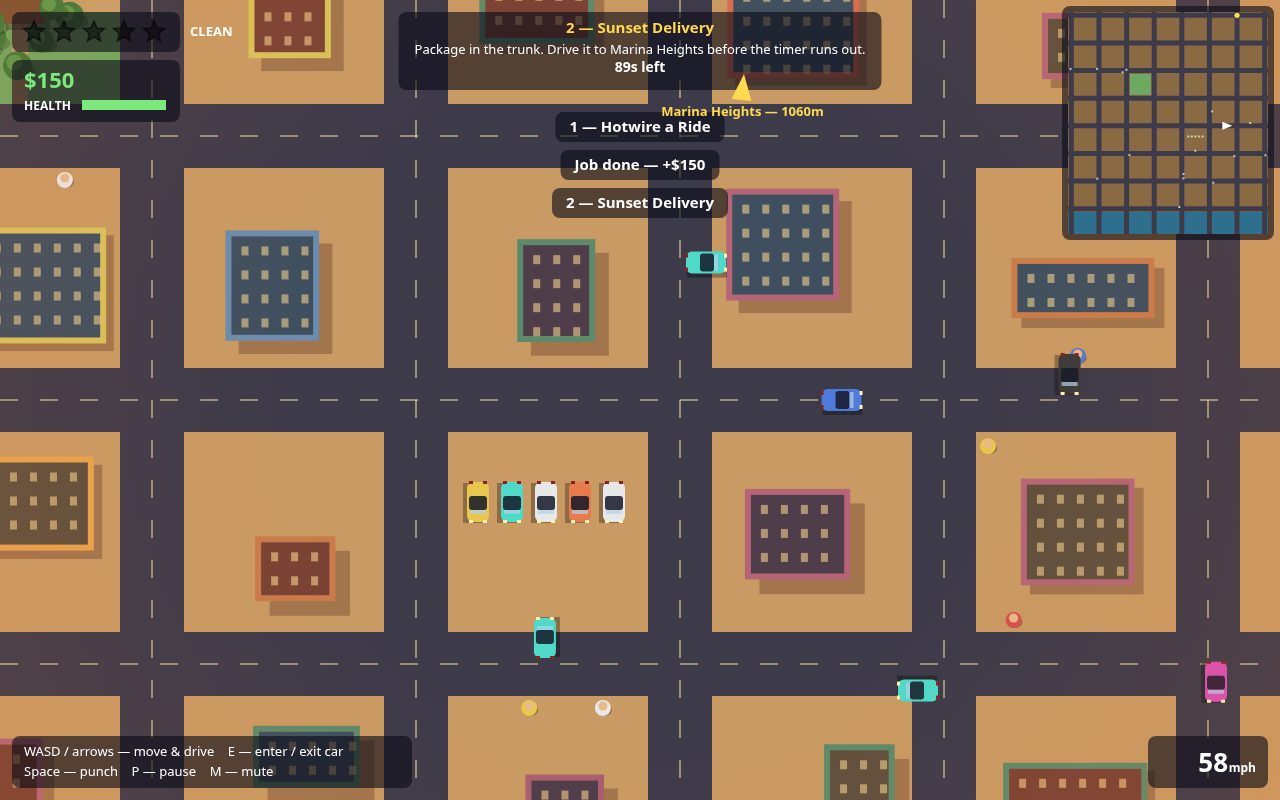 CLEAN
$150
HEALTH
2 — Sunset Delivery
Package in the trunk. Drive it to Marina Heights before the timer runs out.
89s left
Marina Heights — 1060m
1 — Hotwire a Ride
Job done — +$150
2 — Sunset Delivery
WASD / arrows — move & drive    E — enter / exit car
Space — punch    P — pause    M — mute
58 mph